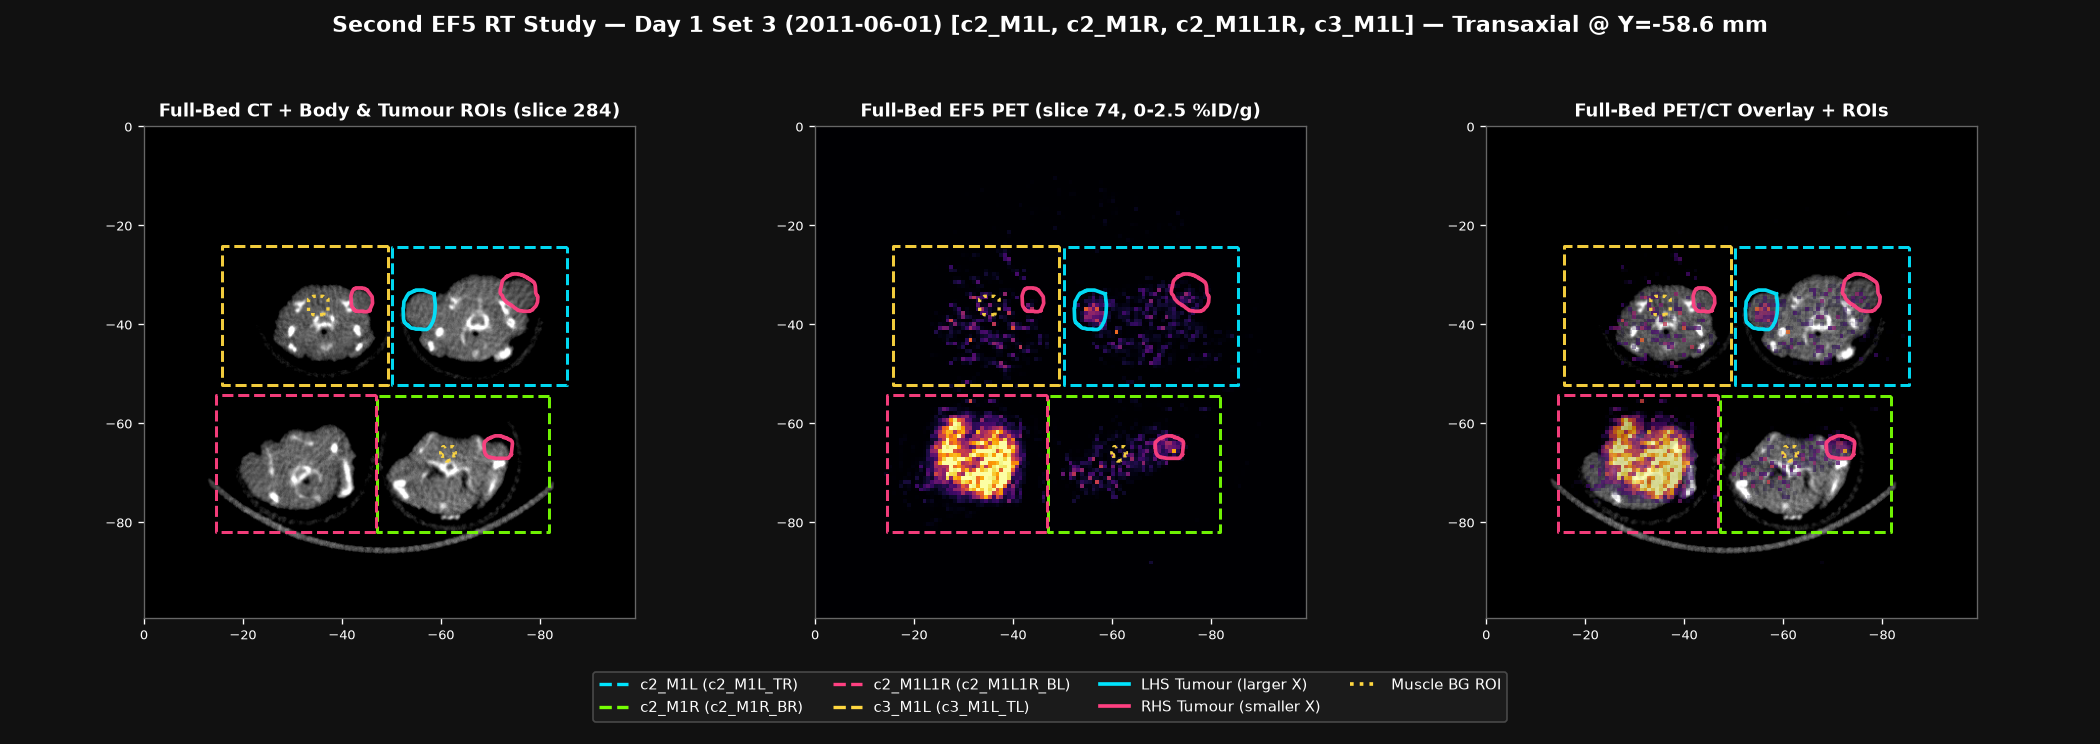 Second EF5 RT Study — Day 1 Set 3 (2011-06-01) [c2_M1L, c2_M1R, c2_M1L1R, c3_M1L] — Transaxial @ Y=-58.6 mm
Full-Bed CT + Body & Tumour ROIs (slice 284)
0
−20
−40
−60
−80
0
−20
−40
−60
−80
Full-Bed EF5 PET (slice 74, 0-2.5 %ID/g)
0
−20
−40
−60
−80
0
−20
−40
−60
−80
Full-Bed PET/CT Overlay + ROIs
0
−20
−40
−60
−80
0
−20
−40
−60
−80
c2_M1L (c2_M1L_TR)
c2_M1R (c2_M1R_BR)
c2_M1L1R (c2_M1L1R_BL)
c3_M1L (c3_M1L_TL)
LHS Tumour (larger X)
RHS Tumour (smaller X)
Muscle BG ROI